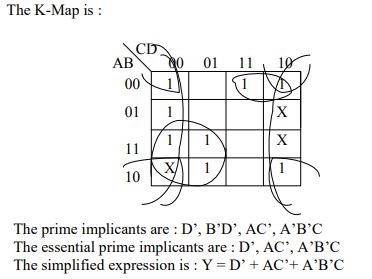 The K-Map is :
CD
AB 00 01 11 10
00 1 1 1
01 1 X
11 1 1 X
10 X 1 1
The prime implicants are : D’, B’D’, AC’, A’B’C
The essential prime implicants are : D’, AC’, A’B’C
The simplified expression is : Y = D’ + AC’+ A’B’C